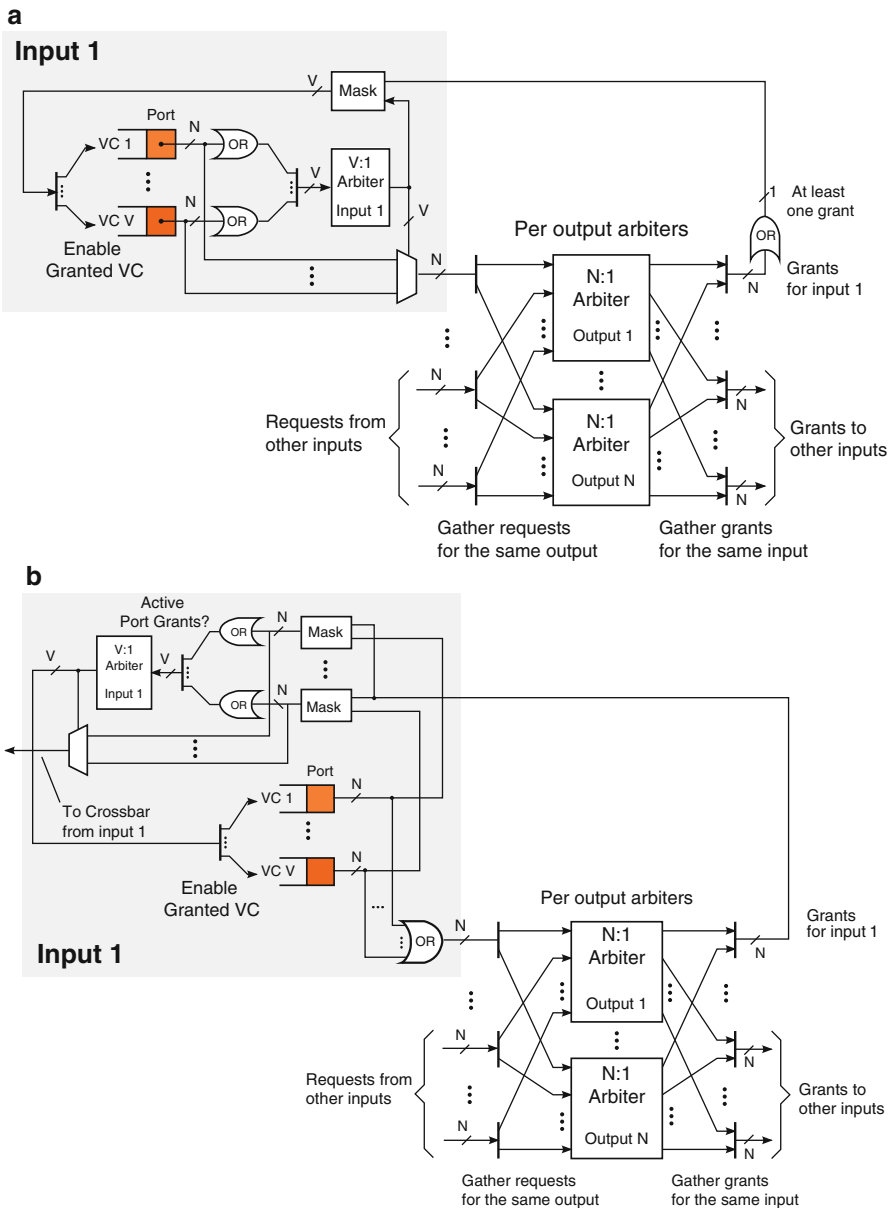 a
Input 1
V
Mask
Port
VC 1
N
OR
V
V:1
Arbiter
Input 1
VC V
N
OR
V
Enable
Granted VC
N
1
At least
one grant
OR
Per output arbiters
N
Grants
for input 1
N:1
Arbiter
Output 1
N
N:1
Arbiter
Output N
N
Requests from
other inputs
N
N
Grants to
other inputs
Gather requests
for the same output
Gather grants
for the same input
b
Active
Port Grants?
OR
N
Mask
V
V:1
Arbiter
Input 1
V
OR
N
Mask
To Crossbar
from input 1
Port
VC 1
N
VC V
N
Enable
Granted VC
OR
N
Input 1
Per output arbiters
N
Grants
for input 1
N:1
Arbiter
Output 1
N
N:1
Arbiter
Output N
N
Requests from
other inputs
N
N
Grants to
other inputs
Gather requests
for the same output
Gather grants
for the same input